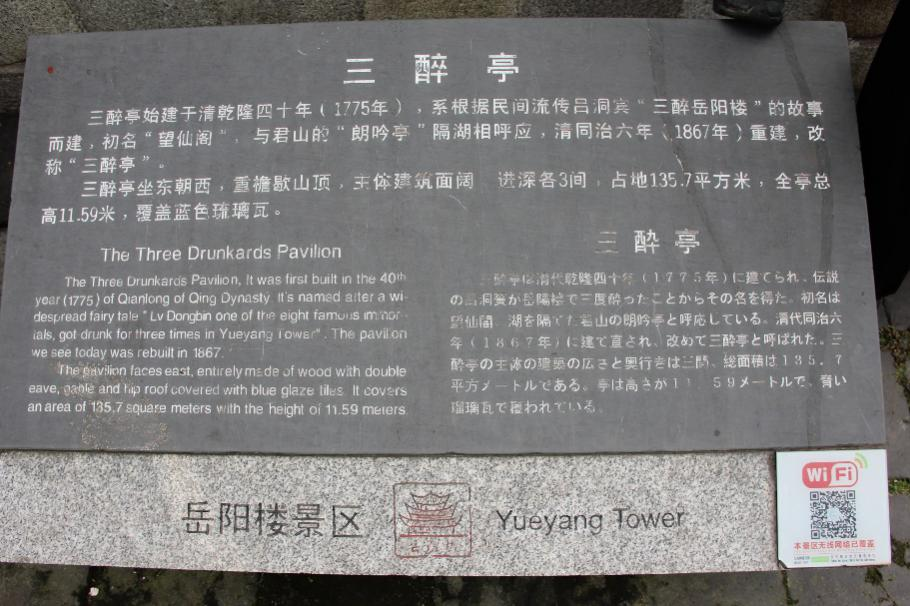 三醉亭
三醉亭始建于清乾隆四十年（1775年），系根据民间流传吕洞宾“三醉岳阳楼”的故事
而建，初名“望仙阁”，与君山的“朗吟亭”隔湖相呼应，清同治六年（1867年）重建，改
称“三醉亭”。
三醉亭坐东朝西，重檐歇山顶，主体建筑面阔 进深各3间，占地135.7平方米，全亭总
高11.59米，覆盖蓝色琉璃瓦。
The Three Drunkards Pavilion
The Three Drunkards Pavilion, It was first built in the 40th
year (1775) of Qianlong of Qing Dynasty. It's named after a wi-
despread fairy tale " Lv Dongbin one of the eight famous immor-
tals, got drunk for three times in Yueyang Tower". The pavilion
we see today was rebuilt in 1867.
The pavilion faces east, entirely made of wood with double
eave, gable and hip roof covered with blue glaze tiles. It covers
an area of 135.7 square meters with the height of 11.59 meters.
三酔亭
三酔亭は清代乾隆四十年（1775年）に建てられ、伝説
の呂洞賓が岳陽楼で三度酔ったことからその名を得た。初名は
望仙閣、湖を隔てた君山の朗吟亭と呼応している。清代同治六
年（1867年）に建て直され、改めて三酔亭と呼ばれた。三
酔亭の主体の建築の広さと奥行きは三間、総面積は135．7
平方メートルである。亭は高さが11．59メートルで、青い
瑠璃瓦で覆われている。
岳阳楼景区
Yueyang Tower
WiFi
本景区无线网络已覆盖